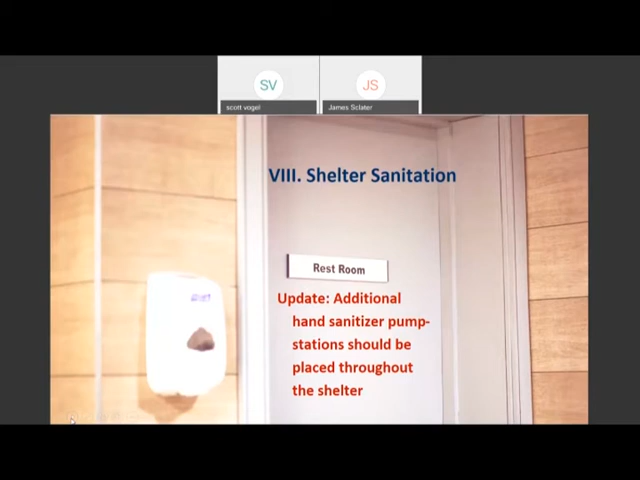 SV
JS
scott vogel
James Sclater
VIII. Shelter Sanitation
Rest Room
Update: Additional
hand sanitizer pump-
stations should be
placed throughout
the shelter